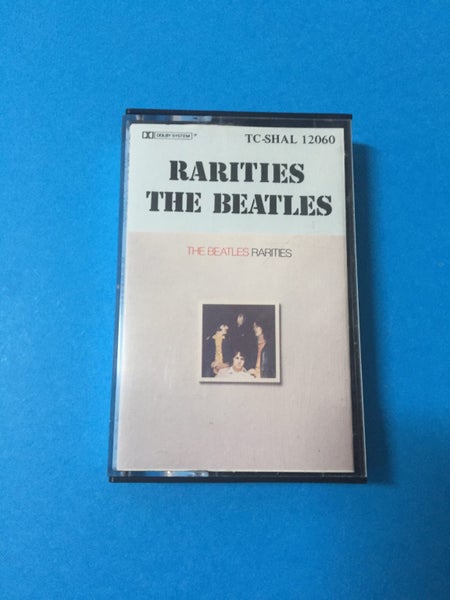 DOLBY SYSTEM
TC-SHAL 12060
RARITIES
THE BEATLES
THE BEATLES RARITIES